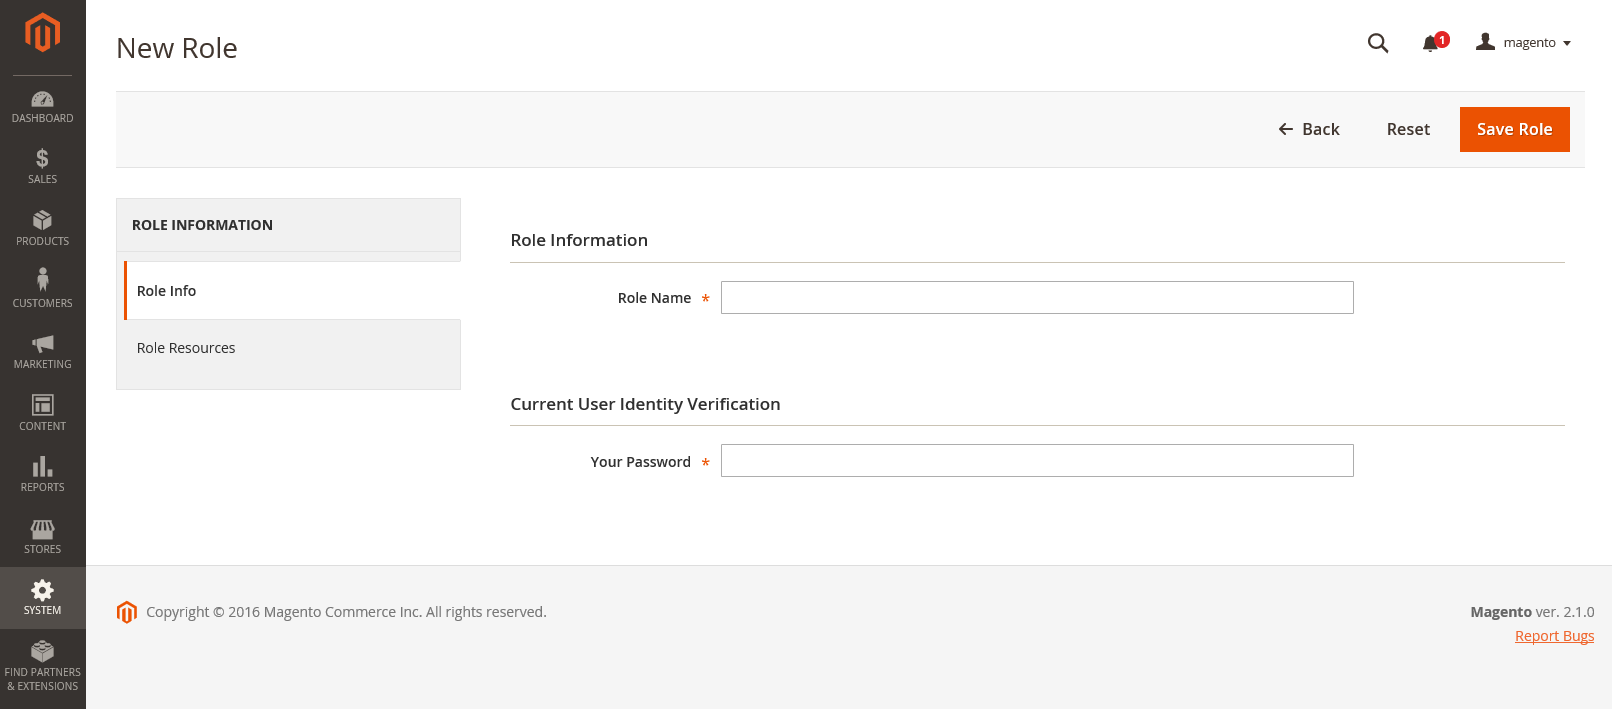 New Role
1
magento
Back
Reset
Save Role
DASHBOARD
SALES
PRODUCTS
CUSTOMERS
MARKETING
CONTENT
REPORTS
STORES
SYSTEM
FIND PARTNERS
& EXTENSIONS
ROLE INFORMATION
Role Info
Role Resources
Role Information
Role Name *
Current User Identity Verification
Your Password *
Copyright © 2016 Magento Commerce Inc. All rights reserved.
Magento ver. 2.1.0
Report Bugs